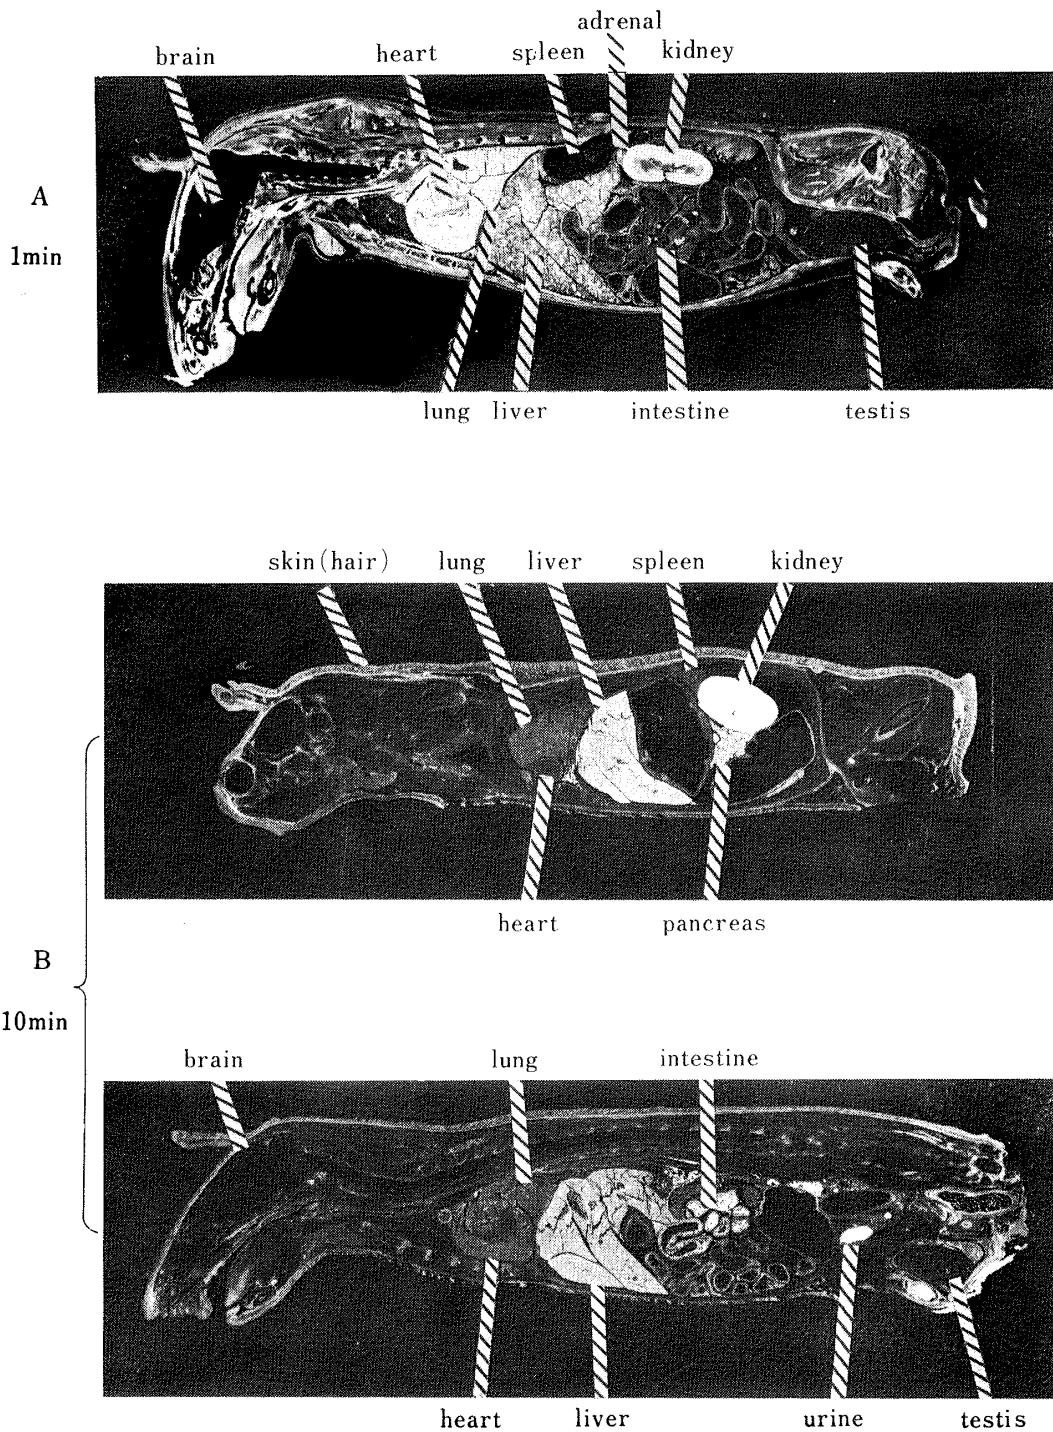 adrenal
brain heart spleen kidney
A
1min
lung liver intestine testis
skin(hair) lung liver spleen kidney
heart pancreas
B
10min
brain lung intestine
heart liver urine testis